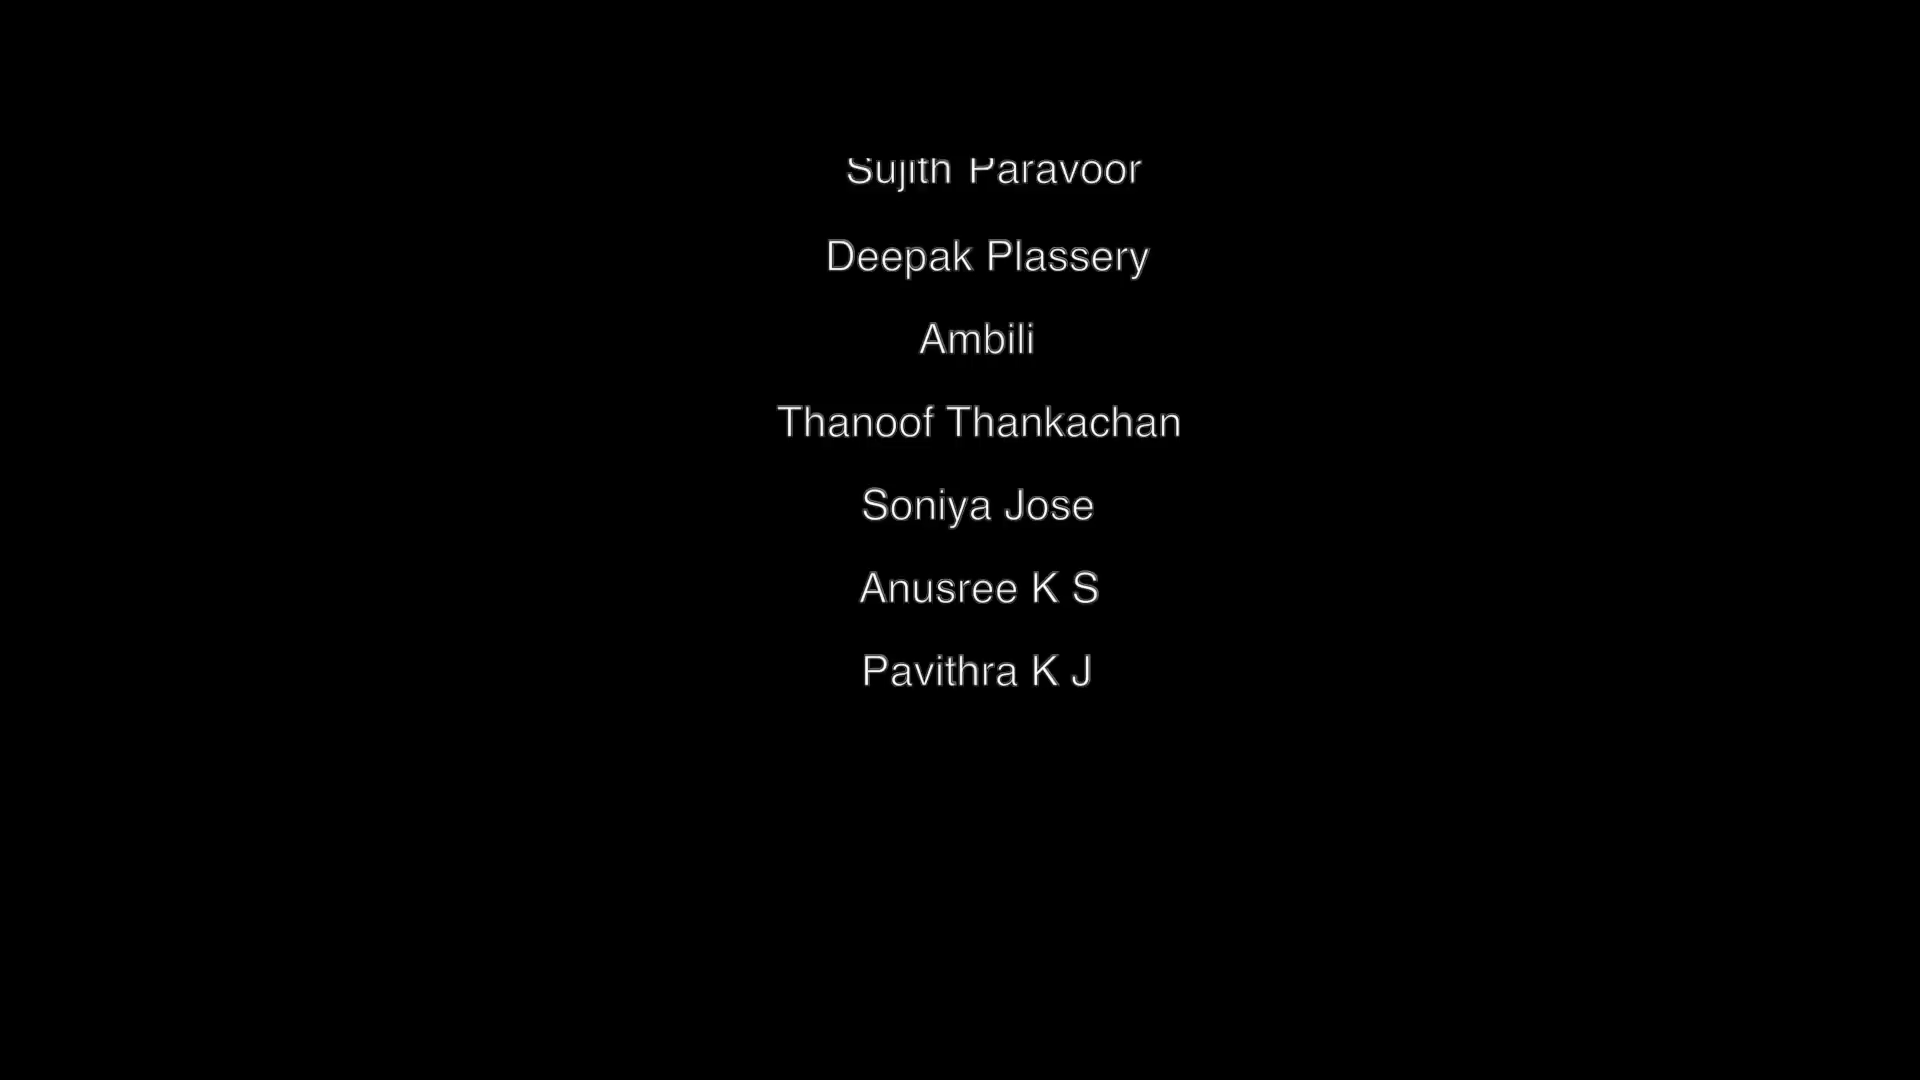 Sujith Paravoor
Deepak Plassery
Ambili
Thanoof Thankachan
Soniya Jose
Anusree K S
Pavithra K J